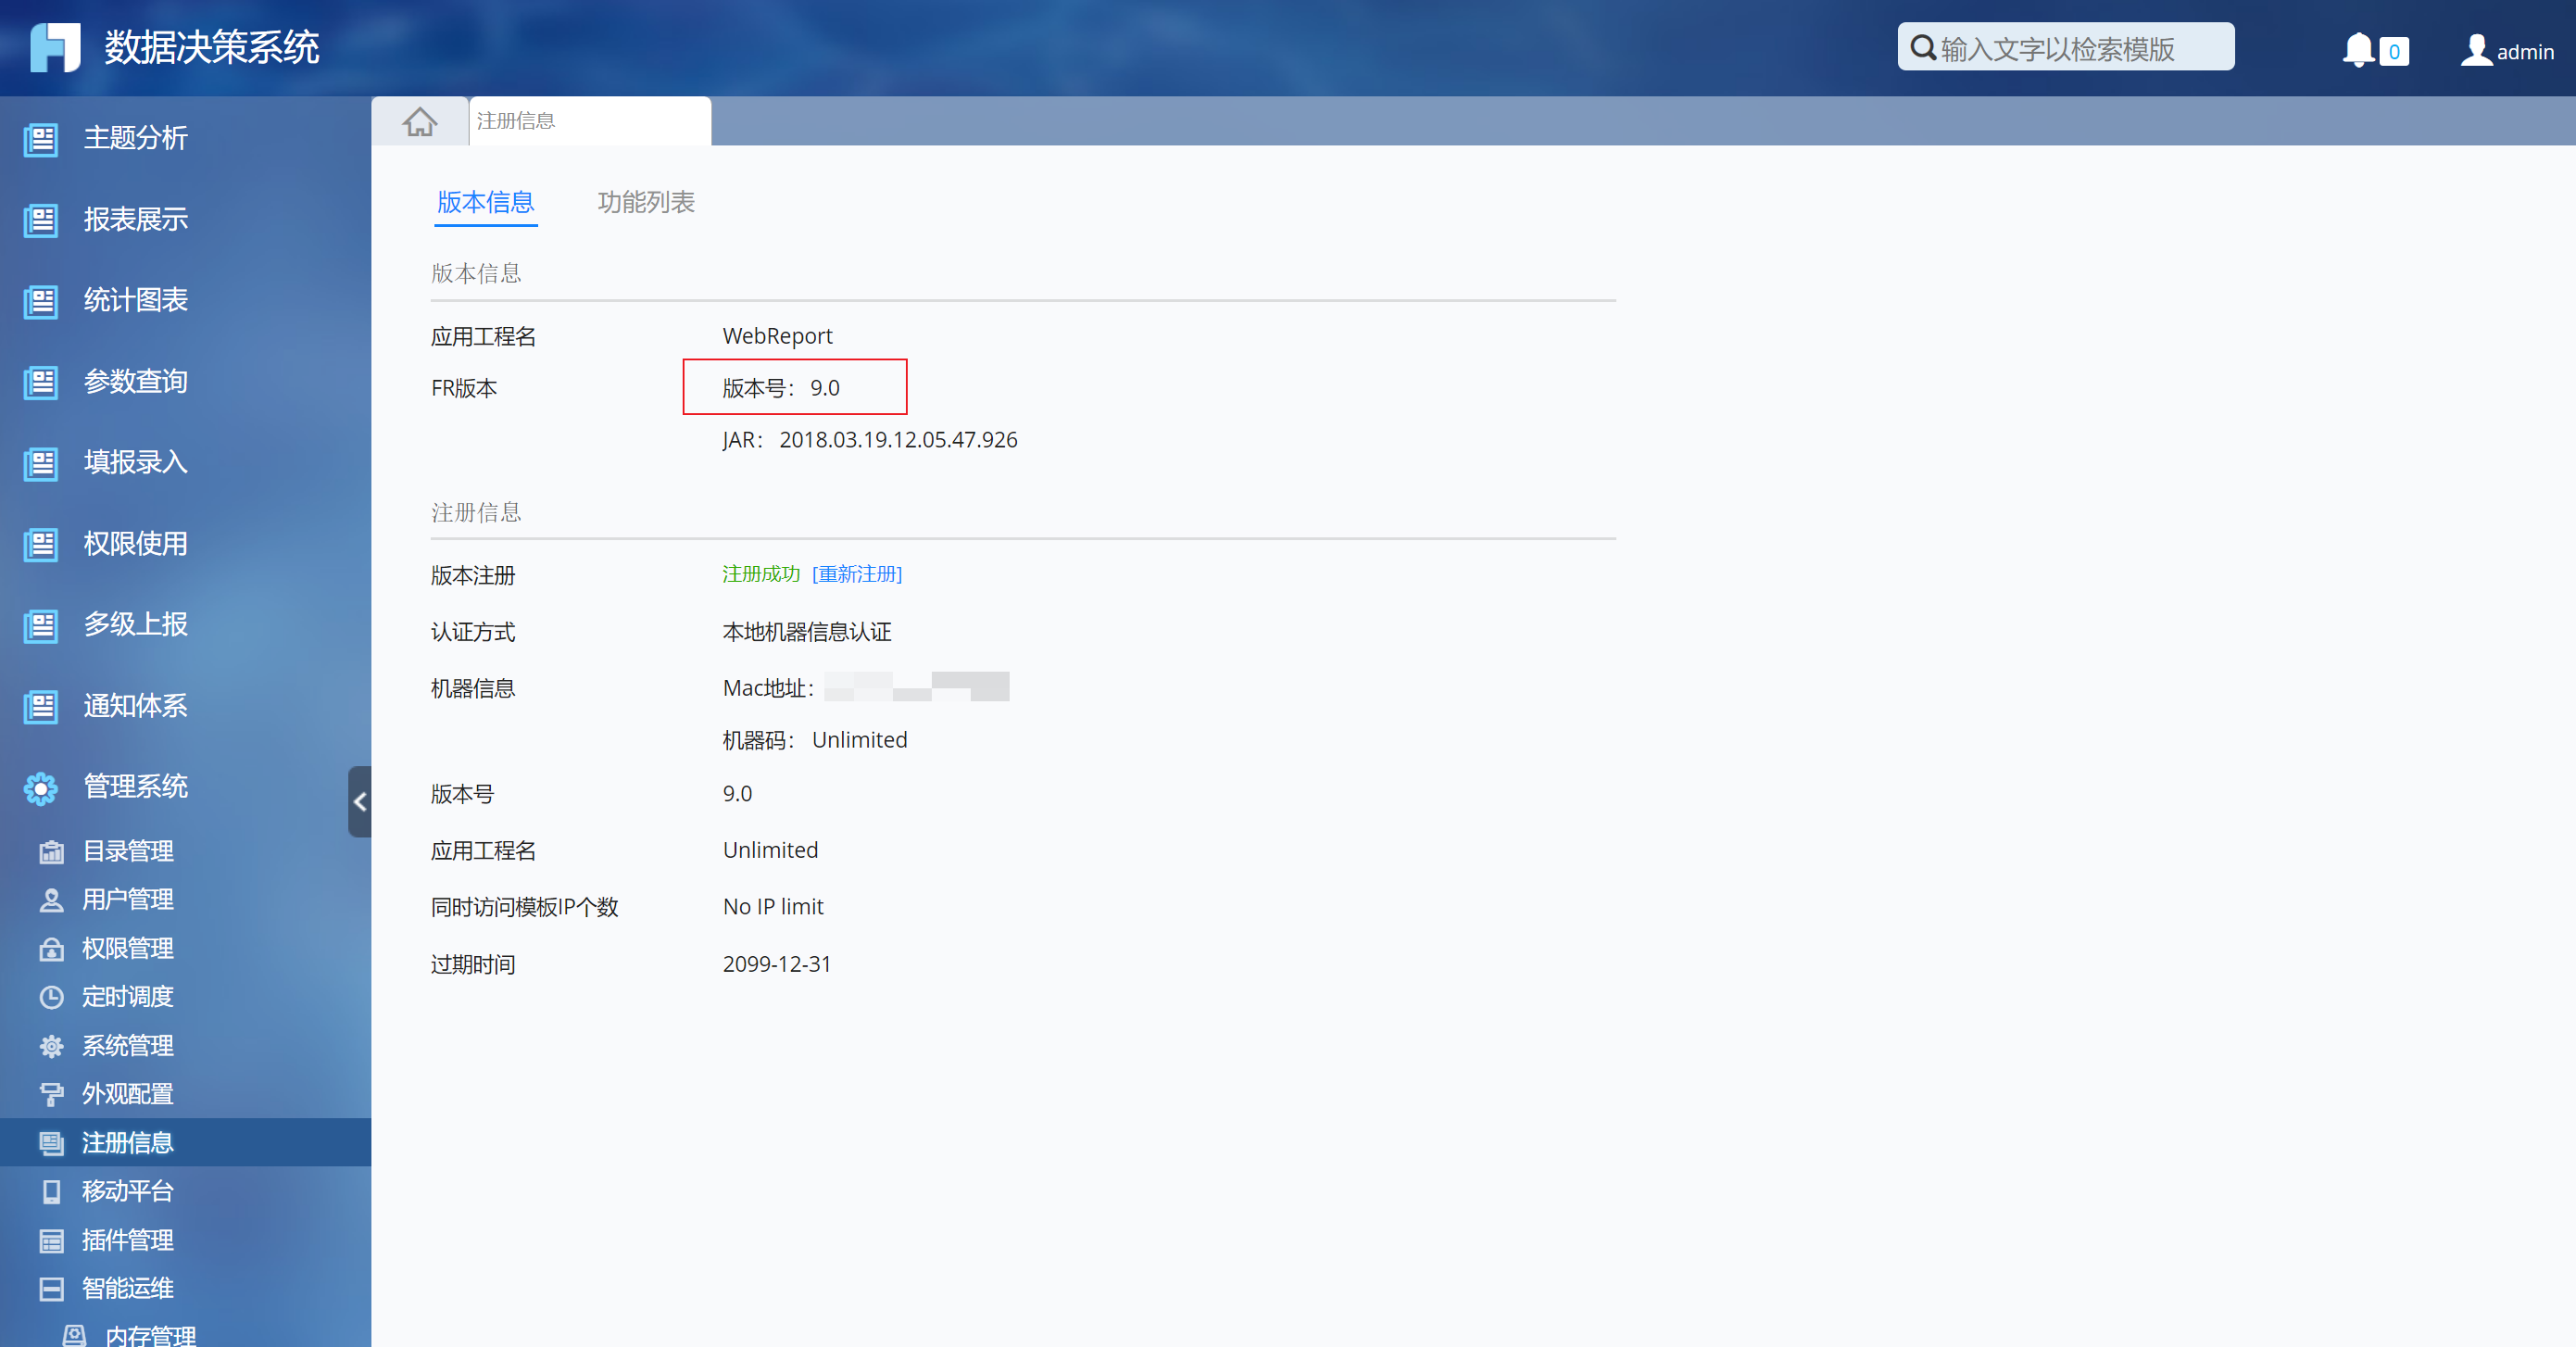 数据决策系统
输入文字以检索模版
0
admin
主题分析
报表展示
统计图表
参数查询
填报录入
权限使用
多级上报
通知体系
管理系统
目录管理
用户管理
权限管理
定时调度
系统管理
外观配置
注册信息
移动平台
插件管理
智能运维
内存管理
注册信息
版本信息 功能列表
版本信息
应用工程名 WebReport
FR版本 版本号： 9.0
JAR： 2018.03.19.12.05.47.926
注册信息
版本注册 注册成功 [重新注册]
认证方式 本地机器信息认证
机器信息 Mac地址：
机器码： Unlimited
版本号 9.0
应用工程名 Unlimited
同时访问模板IP个数 No IP limit
过期时间 2099-12-31